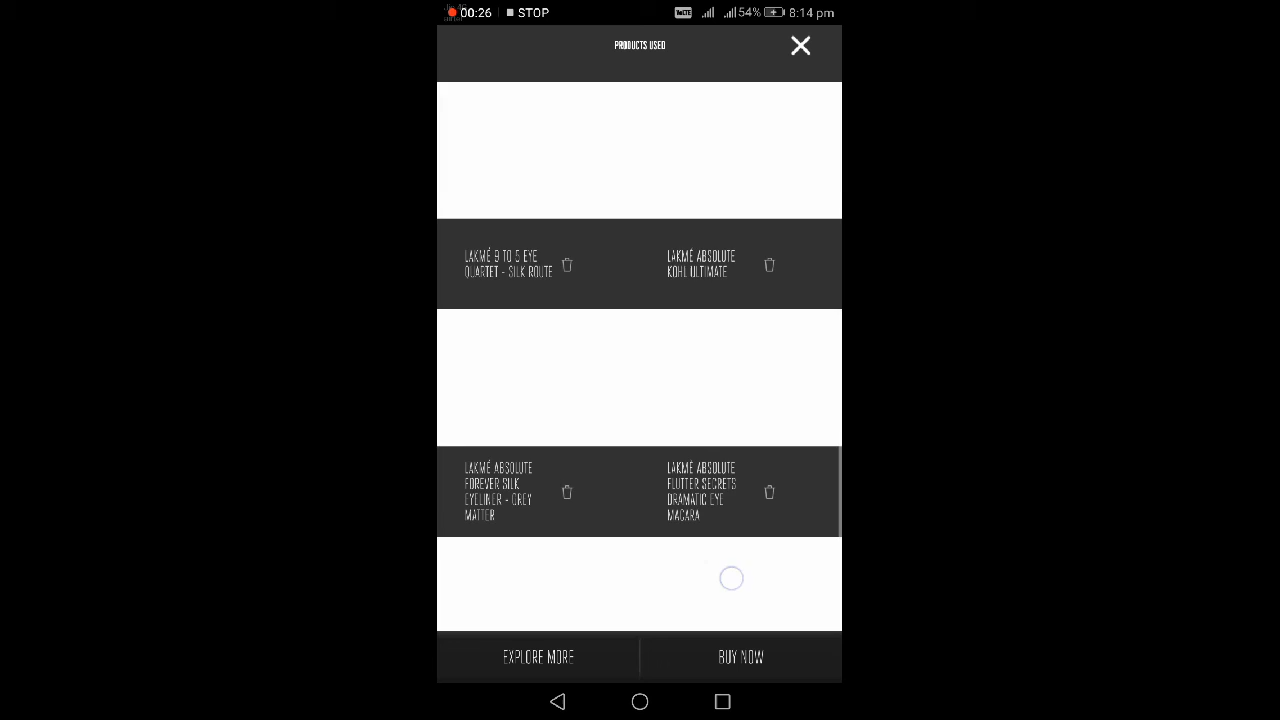 00:26 STOP VoLTE 54% 8:14 pm
PRODUCTS USED
LAKMÉ 9 TO 5 EYE
QUARTET - SILK ROUTE
LAKMÉ ABSOLUTE
KOHL ULTIMATE
LAKMÉ ABSOLUTE
FOREVER SILK
EYELINER - GREY
MATTER
LAKMÉ ABSOLUTE
FLUTTER SECRETS
DRAMATIC EYE
MACARA
EXPLORE MORE
BUY NOW